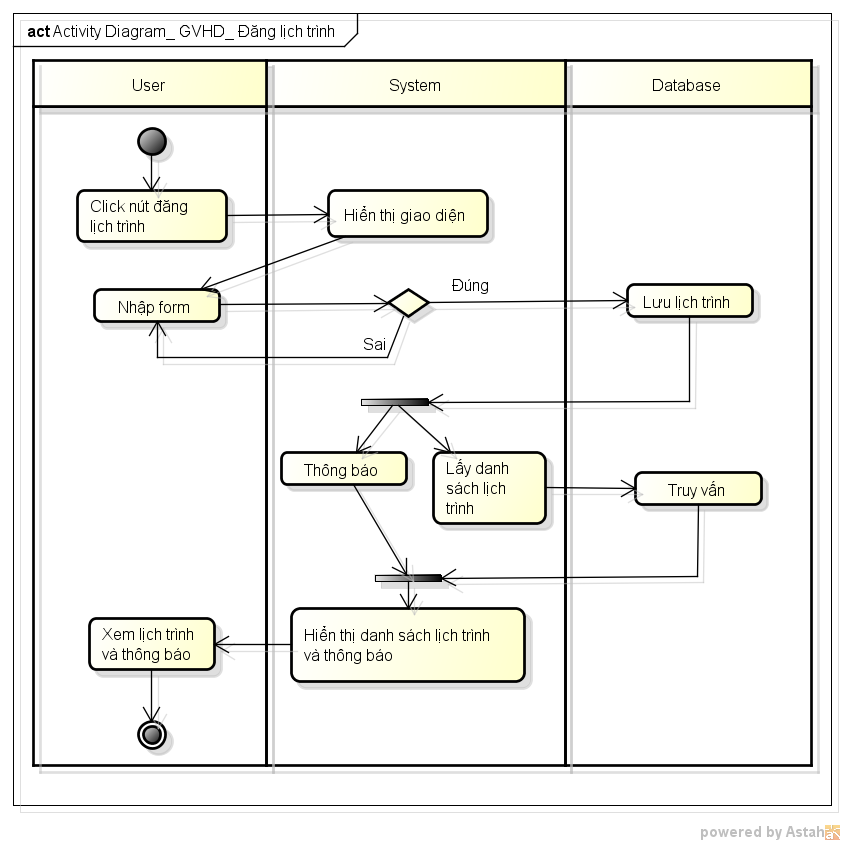 act Activity Diagram_ GVHD_ Đăng lịch trình
User
System
Database
Click nút đăng
lịch trình
Hiển thị giao diện
Nhập form
Đúng
Lưu lịch trình
Sai
Thông báo
Lấy danh
sách lịch
trình
Truy vấn
Xem lịch trình
và thông báo
Hiển thị danh sách lịch trình
và thông báo
powered by Astah